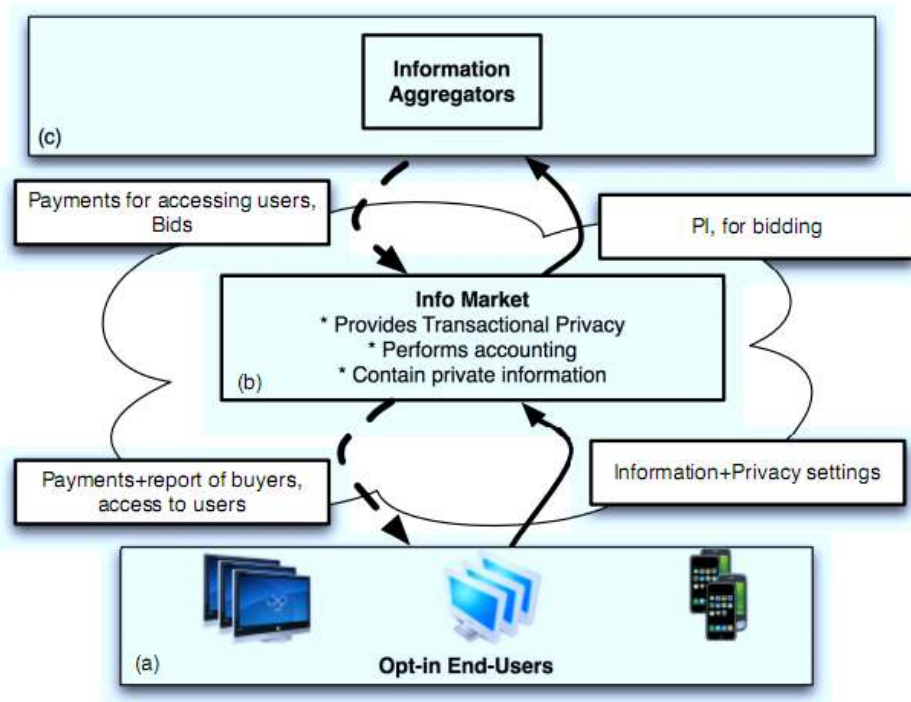 Information
Aggregators
(c)
Payments for accessing users,
Bids
PI, for bidding
Info Market
* Provides Transactional Privacy
* Performs accounting
* Contain private information
(b)
Payments+report of buyers,
access to users
Information+Privacy settings
(a)
Opt-in End-Users